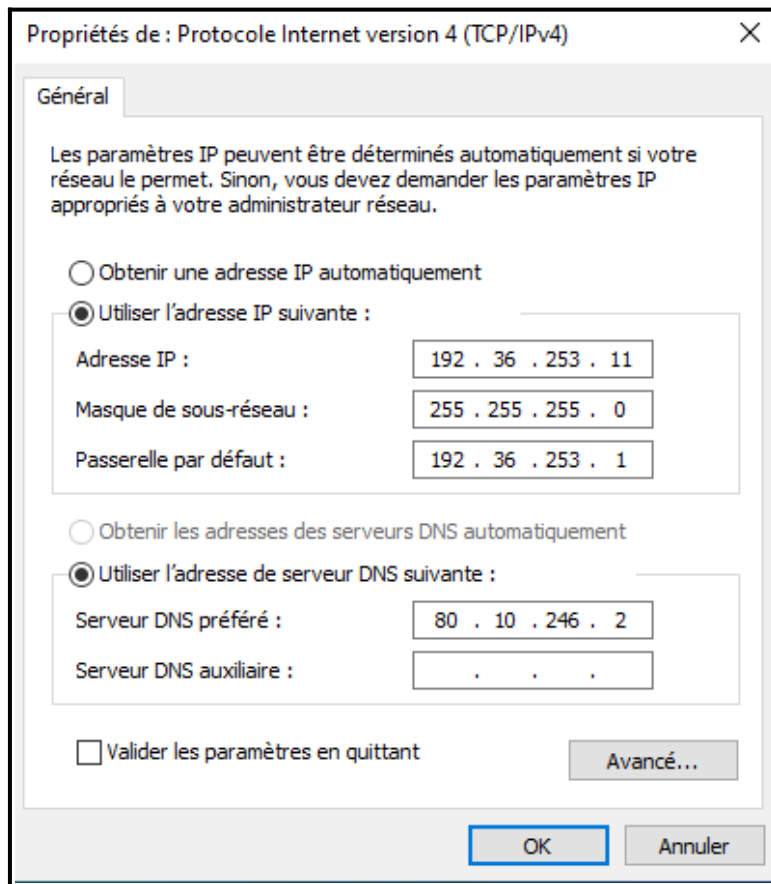 Propriétés de : Protocole Internet version 4 (TCP/IPv4)
Général
Les paramètres IP peuvent être déterminés automatiquement si votre
réseau le permet. Sinon, vous devez demander les paramètres IP
appropriés à votre administrateur réseau.
Obtenir une adresse IP automatiquement
Utiliser l'adresse IP suivante :
Adresse IP : 192 . 36 . 253 . 11
Masque de sous-réseau : 255 . 255 . 255 . 0
Passerelle par défaut : 192 . 36 . 253 . 1
Obtenir les adresses des serveurs DNS automatiquement
Utiliser l'adresse de serveur DNS suivante :
Serveur DNS préféré : 80 . 10 . 246 . 2
Serveur DNS auxiliaire : . . .
Valider les paramètres en quittant Avancé...
OK Annuler